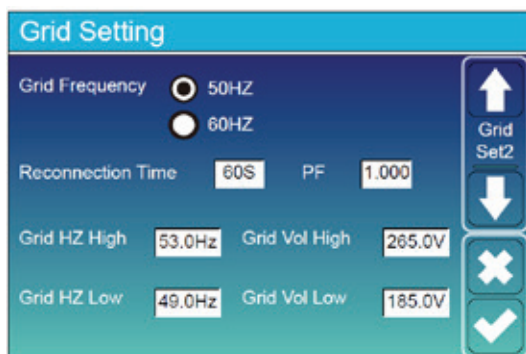 Grid Setting
Grid Frequency 50HZ
60HZ
Reconnection Time 60S PF 1.000
Grid HZ High 53.0Hz Grid Vol High 265.0V
Grid HZ Low 49.0Hz Grid Vol Low 185.0V
Grid
Set2